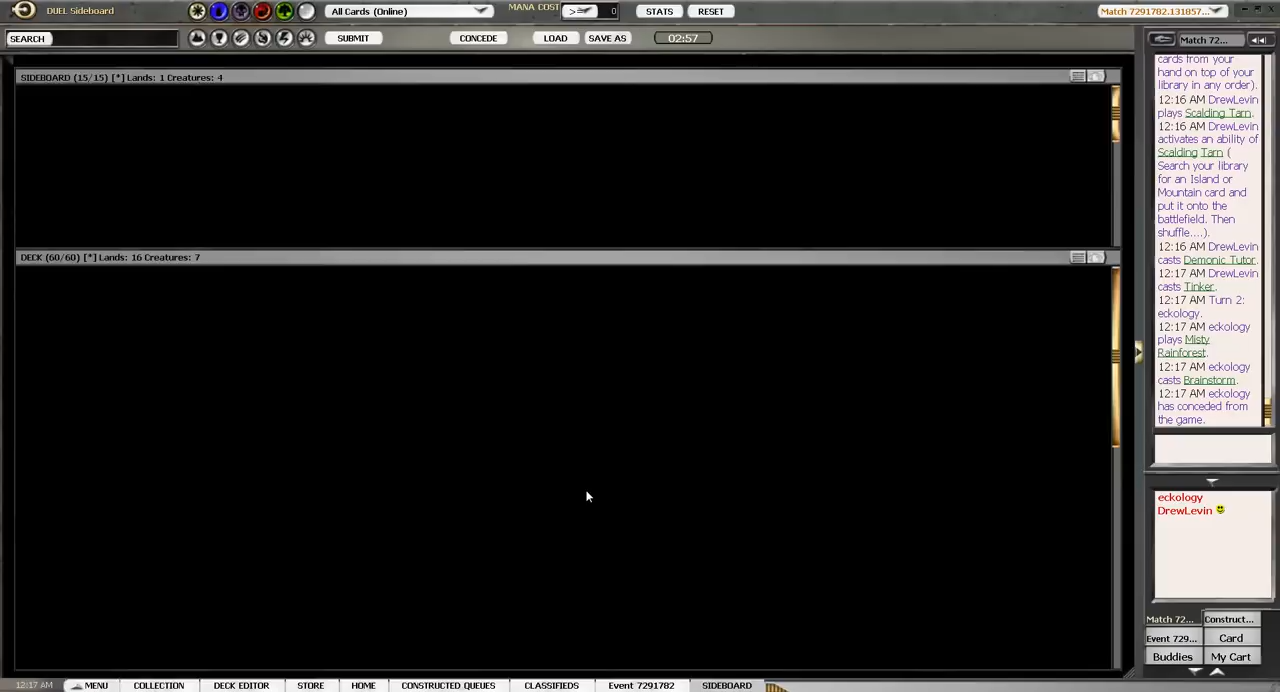 DUEL Sideboard
All Cards (Online)
MANA COST
>=
0
STATS
RESET
Match 7291782.131857...
SEARCH
SUBMIT
CONCEDE
LOAD
SAVE AS
02:57
Match 72...
SIDEBOARD (15/15) [*] Lands: 1 Creatures: 4
DECK (60/60) [*] Lands: 16 Creatures: 7
cards from your
hand on top of your
library in any order).
12:16 AM DrewLevin
plays Scalding Tarn.
12:16 AM DrewLevin
activates an ability of
Scalding Tarn (
Search your library
for an Island or
Mountain card and
put it onto the
battlefield. Then
shuffle....).
12:16 AM DrewLevin
casts Demonic Tutor.
12:17 AM DrewLevin
casts Tinker.
12:17 AM Turn 2:
eckology.
12:17 AM eckology
plays Misty
Rainforest.
12:17 AM eckology
casts Brainstorm.
12:17 AM eckology
has conceded from
the game.
eckology
DrewLevin
Match 72...
Construct...
Event 729...
Card
Buddies
My Cart
12:17 AM
MENU
COLLECTION
DECK EDITOR
STORE
HOME
CONSTRUCTED QUEUES
CLASSIFIEDS
Event 7291782
SIDEBOARD